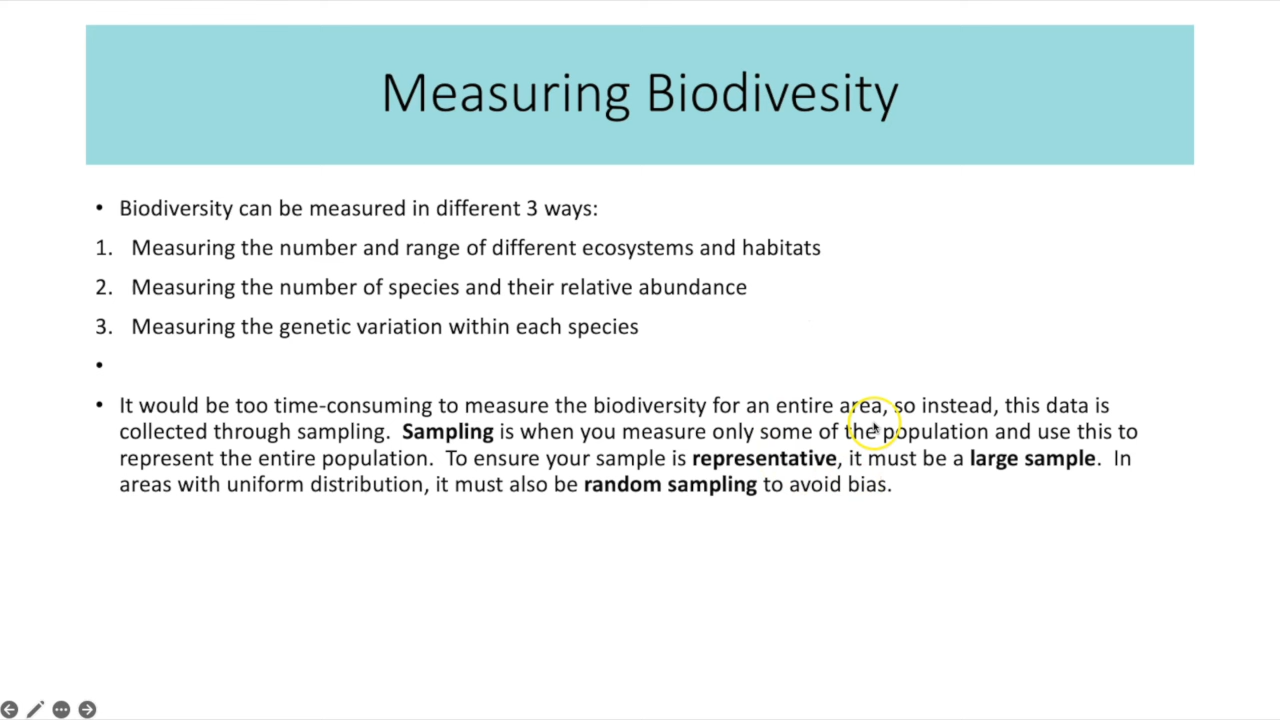 Measuring Biodivesity
• Biodiversity can be measured in different 3 ways:
1. Measuring the number and range of different ecosystems and habitats
2. Measuring the number of species and their relative abundance
3. Measuring the genetic variation within each species
•
• It would be too time-consuming to measure the biodiversity for an entire area, so instead, this data is
collected through sampling. Sampling is when you measure only some of the population and use this to
represent the entire population. To ensure your sample is representative, it must be a large sample. In
areas with uniform distribution, it must also be random sampling to avoid bias.